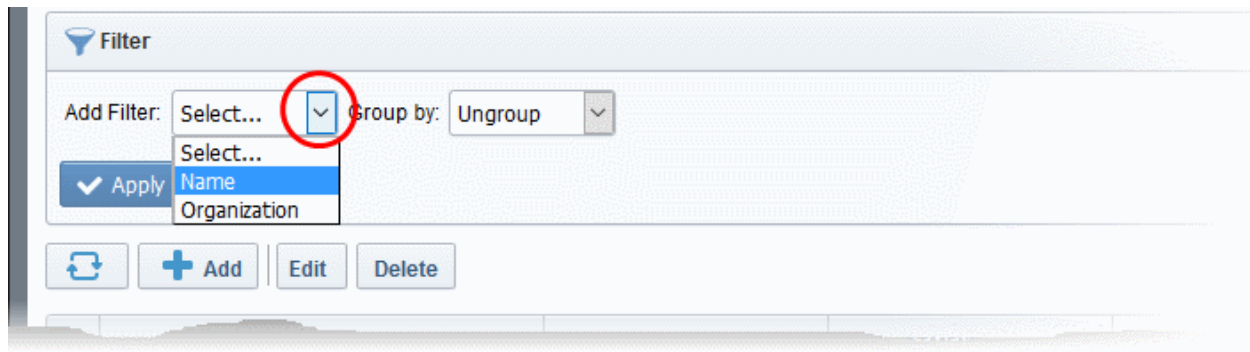 Filter
Add Filter: Select... Group by: Ungroup
Select...
Apply Name
Organization
Add Edit Delete